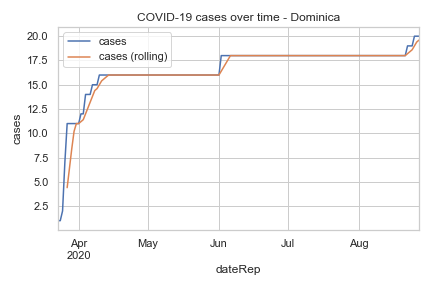 COVID-19 cases over time - Dominica
cases
cases (rolling)
20.0
17.5
15.0
12.5
10.0
7.5
5.0
2.5
cases
Apr
2020
May
Jun
Jul
Aug
dateRep